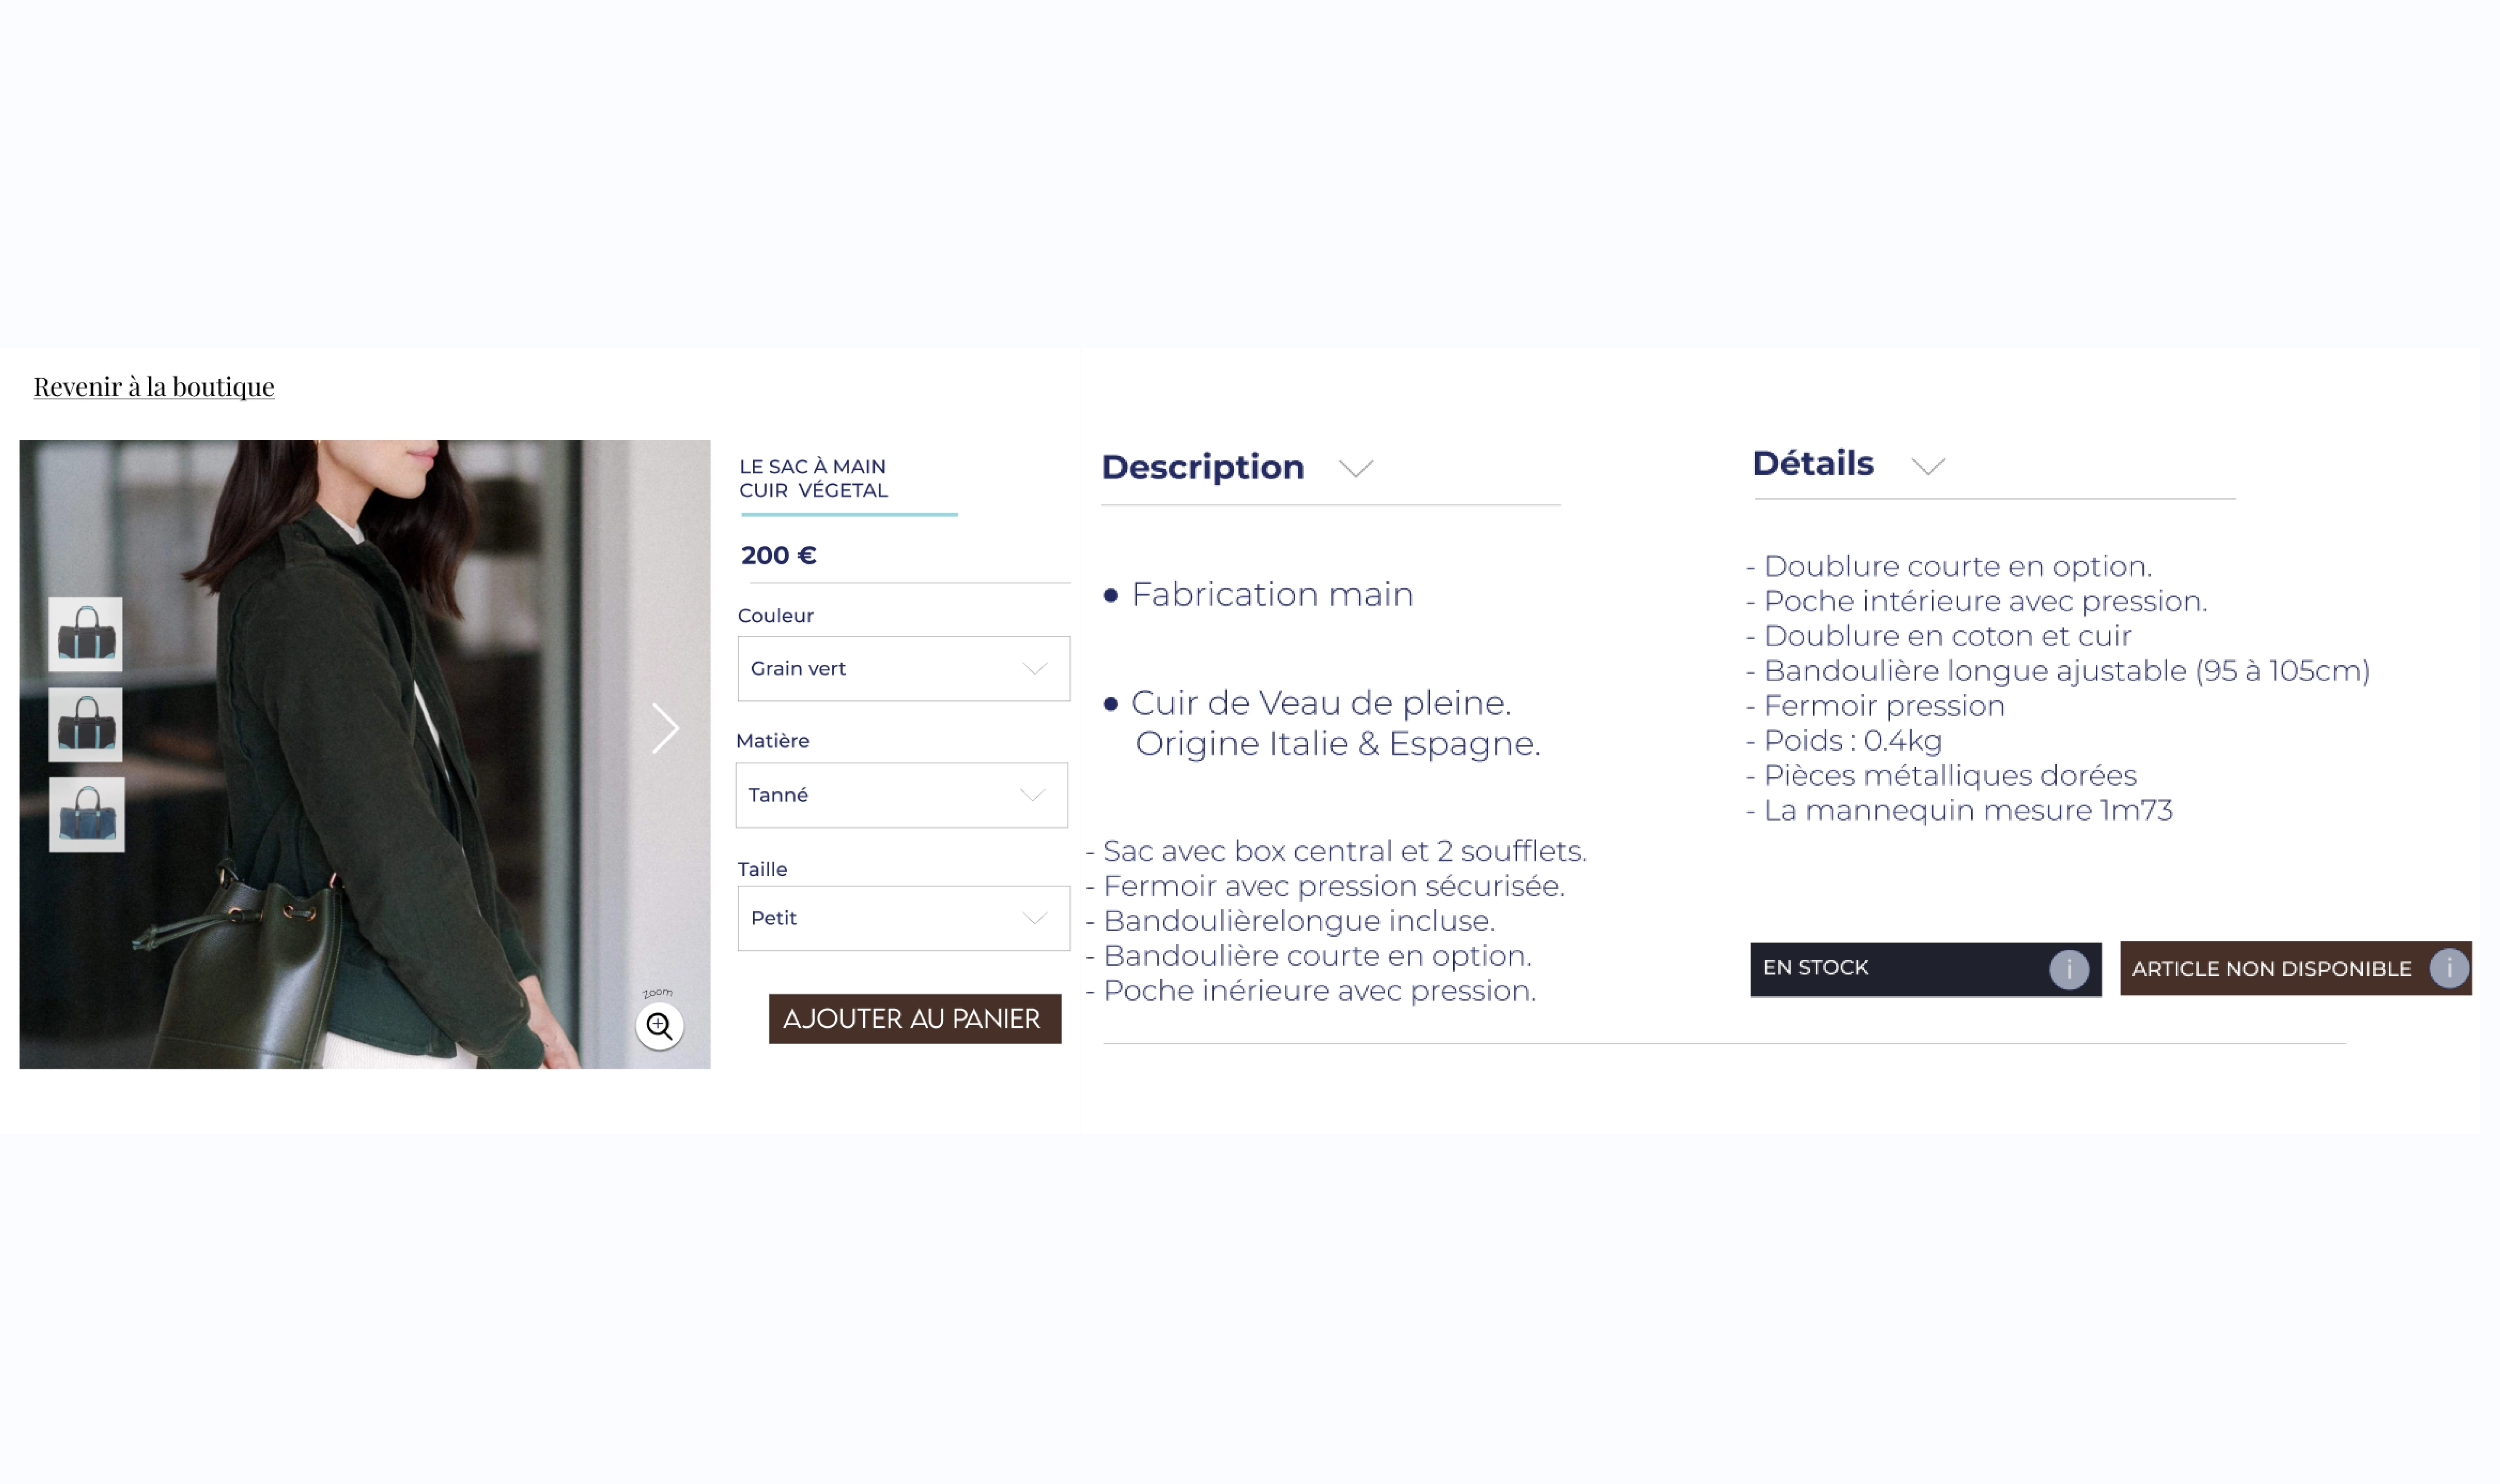 Revenir à la boutique
LE SAC À MAIN
CUIR VÉGETAL
200 €
Couleur
Grain vert
Matière
Tanné
Taille
Petit
AJOUTER AU PANIER
Zoom
Description
● Fabrication main
● Cuir de Veau de pleine.
Origine Italie & Espagne.
- Sac avec box central et 2 soufflets.
- Fermoir avec pression sécurisée.
- Bandoulièrelongue incluse.
- Bandoulière courte en option.
- Poche inérieure avec pression.
Détails
- Doublure courte en option.
- Poche intérieure avec pression.
- Doublure en coton et cuir
- Bandoulière longue ajustable (95 à 105cm)
- Fermoir pression
- Poids : 0.4kg
- Pièces métalliques dorées
- La mannequin mesure 1m73
EN STOCK i
ARTICLE NON DISPONIBLE i